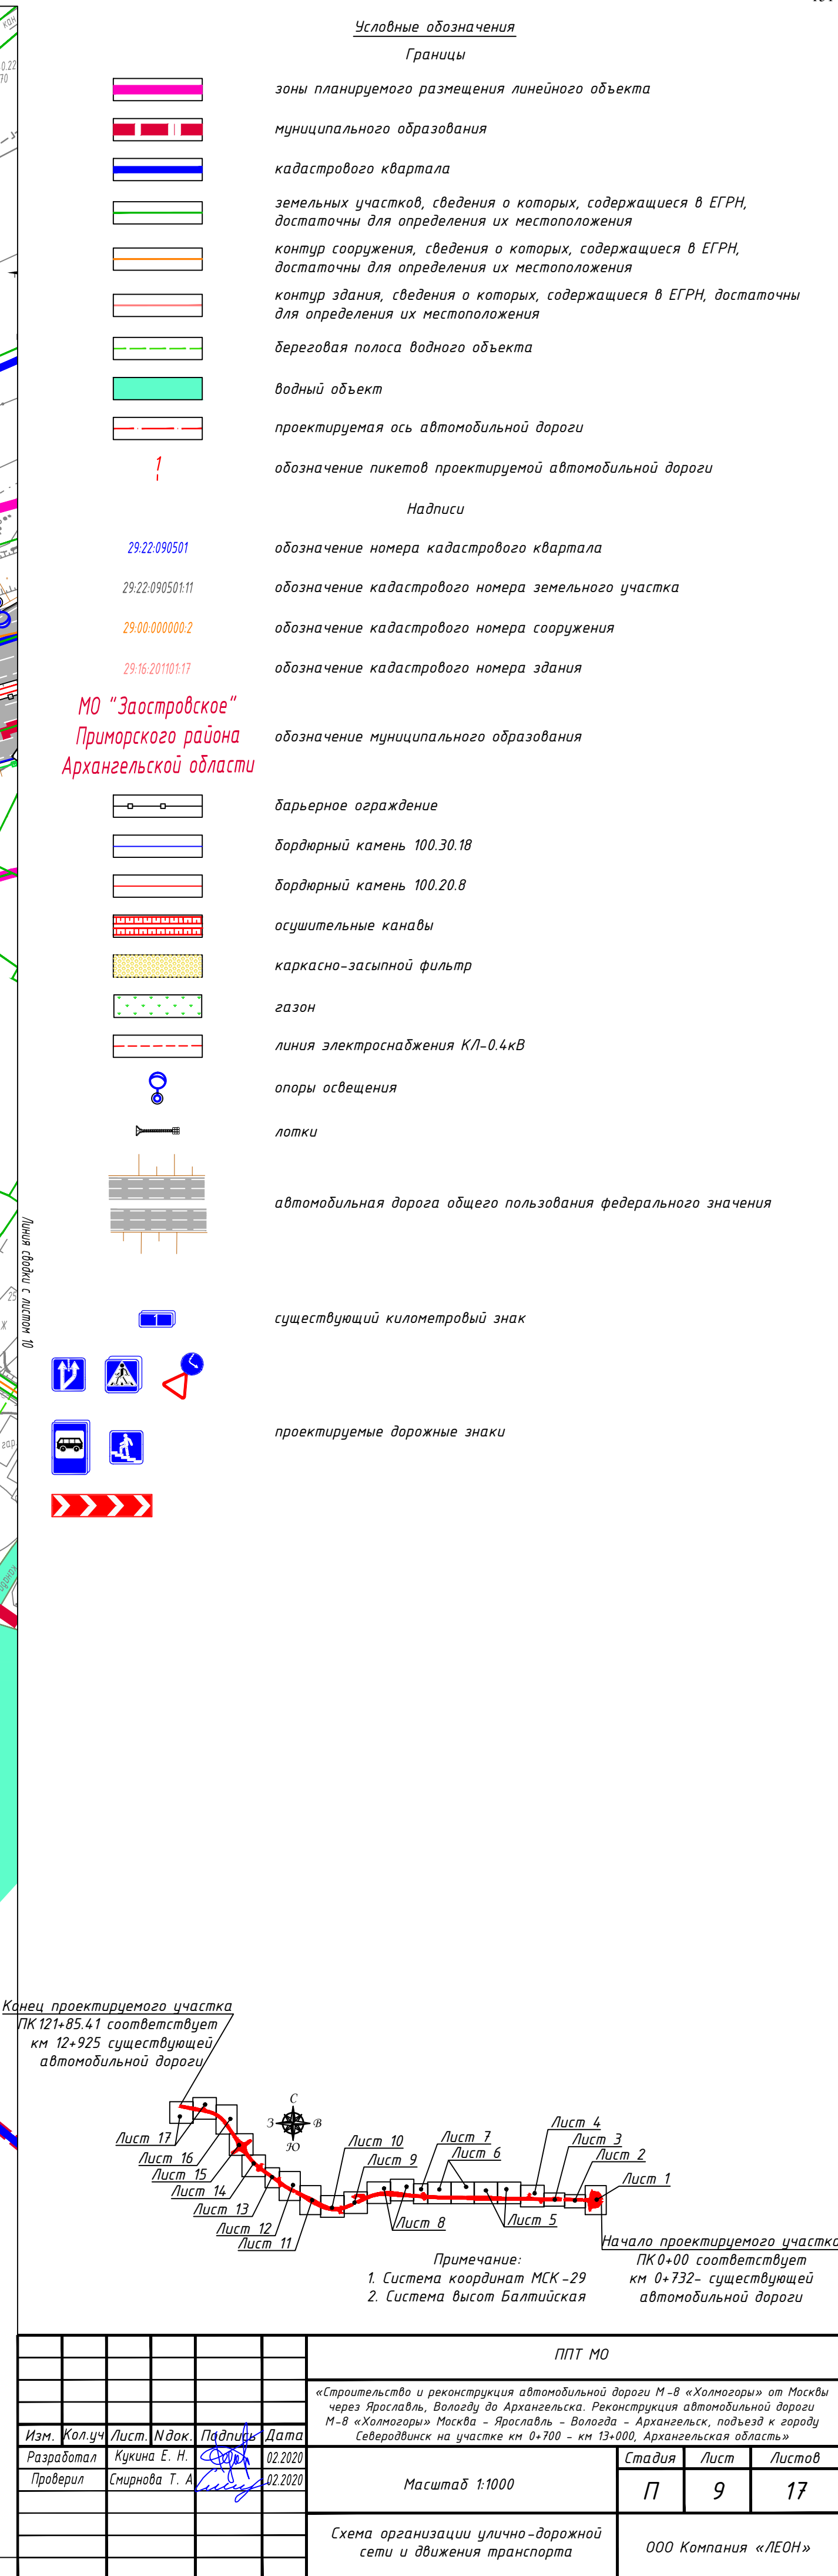 Условные обозначения
Границы
зоны планируемого размещения линейного объекта
муниципального образования
кадастрового квартала
земельных участков, сведения о которых, содержащиеся в ЕГРН,
достаточны для определения их местоположения
контур сооружения, сведения о которых, содержащиеся в ЕГРН,
достаточны для определения их местоположения
контур здания, сведения о которых, содержащиеся в ЕГРН, достаточны
для определения их местоположения
береговая полоса водного объекта
водный объект
проектируемая ось автомобильной дороги
1
обозначение пикетов проектируемой автомобильной дороги
Надписи
29:22:090501
обозначение номера кадастрового квартала
29:22:090501:11
обозначение кадастрового номера земельного участка
29:00:000000:2
обозначение кадастрового номера сооружения
29:16:201101:17
обозначение кадастрового номера здания
МО "Заостровское"
Приморского района
Архангельской области
обозначение муниципального образования
барьерное ограждение
бордюрный камень 100.30.18
бордюрный камень 100.20.8
осушительные канавы
каркасно-засыпной фильтр
газон
линия электроснабжения КЛ-0.4кВ
опоры освещения
лотки
автомобильная дорога общего пользования федерального значения
Линия сводки с листом 10
1
существующий километровый знак
проектируемые дорожные знаки
Конец проектируемого участка
ПК121+85.41 соответствует
км 12+925 существующей
автомобильной дороги
С
З
В
Ю
Лист 17
Лист 16
Лист 15
Лист 14
Лист 13
Лист 12
Лист 11
Лист 10
Лист 9
Лист 8
Лист 7
Лист 6
Лист 5
Лист 4
Лист 3
Лист 2
Лист 1
Начало проектируемого участка
ПК0+00 соответствует
км 0+732- существующей
автомобильной дороги
Примечание:
1. Система координат МСК-29
2. Система высот Балтийская
ППТ МО
«Строительство и реконструкция автомобильной дороги М-8 «Холмогоры» от Москвы
через Ярославль, Вологду до Архангельска. Реконструкция автомобильной дороги
М-8 «Холмогоры» Москва - Ярославль - Вологда - Архангельск, подъезд к городу
Северодвинск на участке км 0+700 - км 13+000, Архангельская область»
Изм. Кол.уч Лист. Nдок. Подпись Дата
Разработал Кукина Е. Н. 02.2020
Проверил Смирнова Т. А 02.2020
Масштаб 1:1000
Стадия Лист Листов
П 9 17
Схема организации улично-дорожной
сети и движения транспорта
ООО Компания «ЛЕОН»